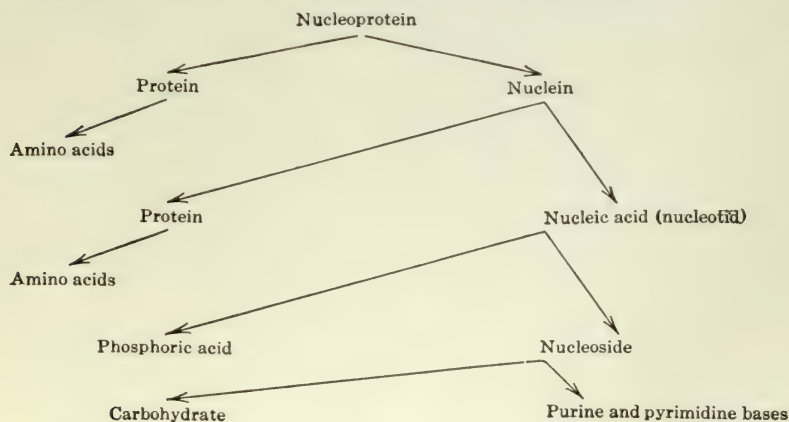 Nucleoprotein
Protein
Nuclein
Amino acids
Protein
Nucleic acid (nucleotid)
Amino acids
Phosphoric acid
Nucleoside
Carbohydrate
Purine and pyrimidine bases